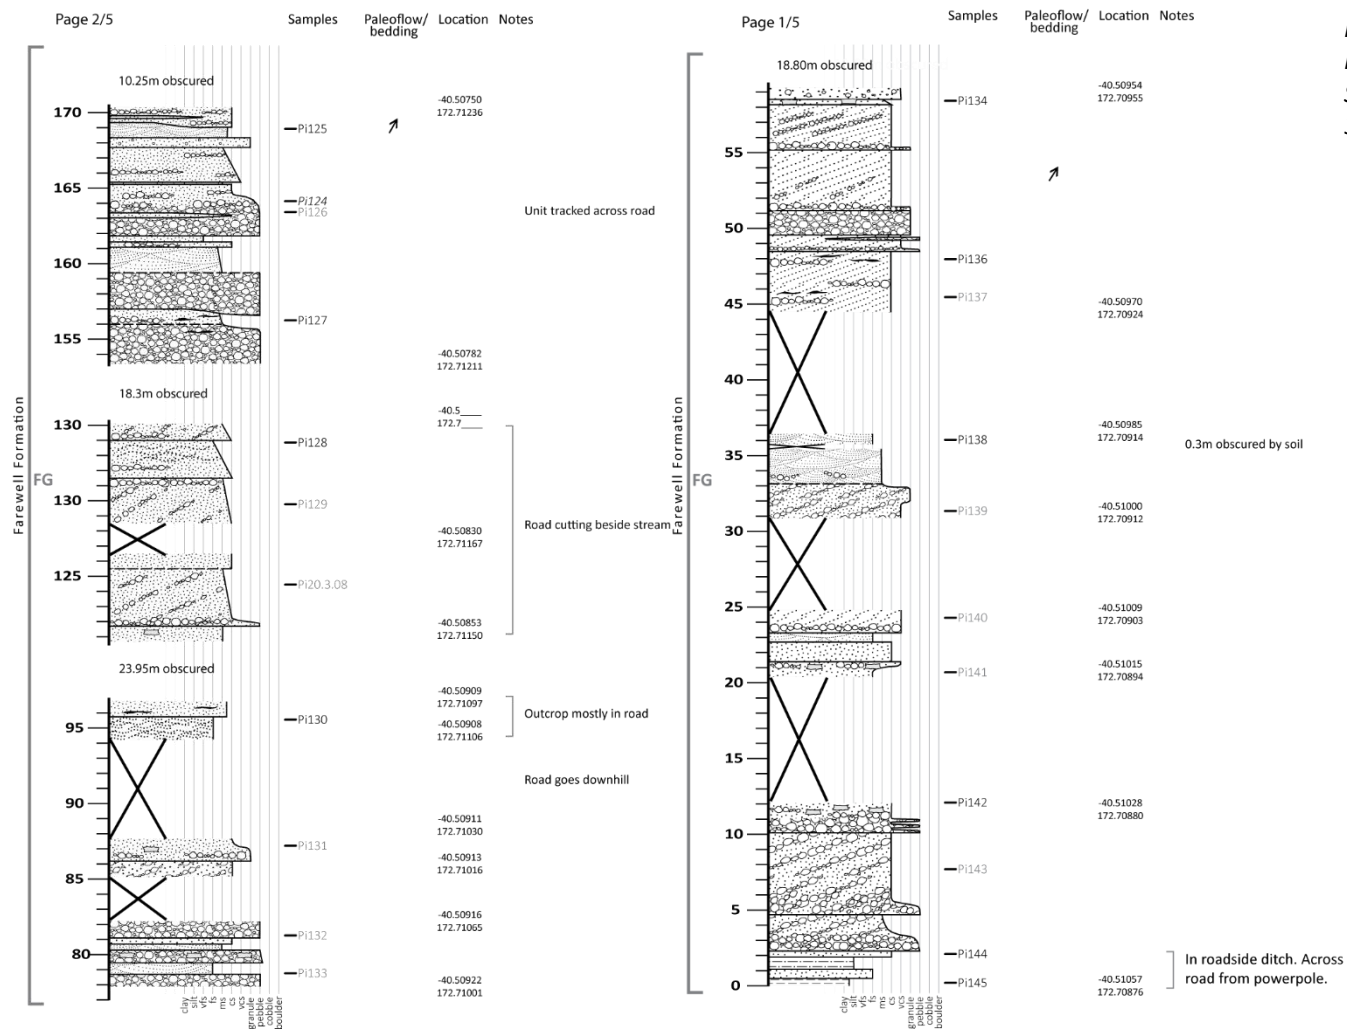 Page 2/5
Samples
Paleoflow/
bedding
Location
Notes
10.25m obscured
-40.50750
172.71236
170
Pi125
165
Pi124
Pi126
Unit tracked across road
160
Pi127
155
-40.50782
172.71211
18.3m obscured
-40.5____
172.7____
130
Pi128
FG
130
Pi129
Road cutting beside stream
-40.50830
172.71167
125
Pi20.3.08
-40.50853
172.71150
23.95m obscured
-40.50909
172.71097
Outcrop mostly in road
Pi130
95
-40.50908
172.71106
Road goes downhill
90
-40.50911
172.71030
Pi131
-40.50913
172.71016
85
-40.50916
172.71065
Pi132
80
Pi133
-40.50922
172.71001
Farewell Formation
clay
silt
vfs
fs
ms
cs
vcs
granule
pebble
cobble
boulder
Page 1/5
Samples
Paleoflow/
bedding
Location
Notes
18.80m obscured
-40.50954
172.70955
Pi134
55
50
Pi136
Pi137
45
-40.50970
172.70924
40
-40.50985
172.70914
Pi138
0.3m obscured by soil
35
FG
Pi139
-40.51000
172.70912
30
25
-40.51009
172.70903
Pi140
-40.51015
172.70894
Pi141
20
15
Pi142
-40.51028
172.70880
10
Pi143
5
Pi144
In roadside ditch. Across
road from powerpole.
Pi145
0
-40.51057
172.70876
Farewell Formation
clay
silt
vfs
fs
ms
cs
vcs
granule
pebble
cobble
boulder